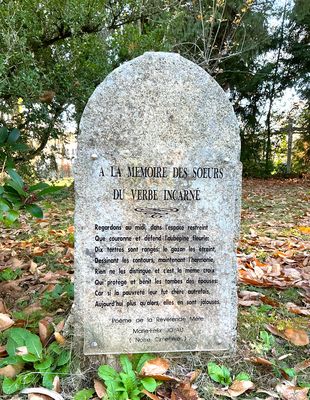 A LA MEMOIRE DES SOEURS
DU VERBE INCARNÉ
Regardons au midi, dans l'espace restreint
Que couronne et défend l'aubépine fleurie:
Dix tertres sont rangés; le gazon les étreint,
Dessinant les contours, maintenant l'harmonie,
Rien ne les distingue et c'est la même croix
Qui protège et bénit les tombes des épouses:
Car si la pauvreté leur fut chère autrefois,
Aujourd'hui plus qu'alors, elles en sont jalouses.
Poème de la Révérende Mère
Marie-Félix
( Notre Cimetière )